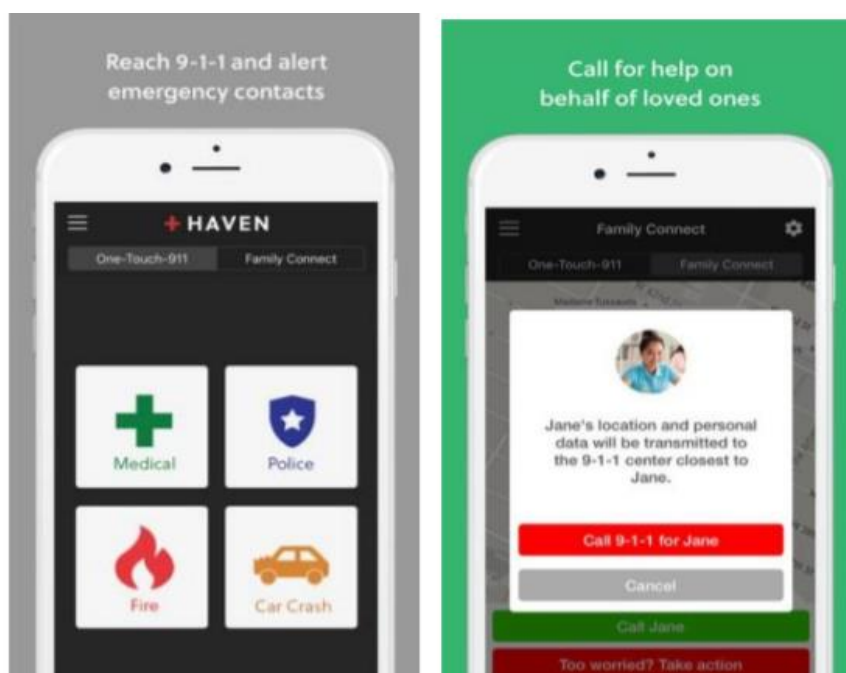 Reach 9-1-1 and alert
emergency contacts
HAVEN
One-Touch-911
Family Connect
Medical
Police
Fire
Car Crash
Call for help on
behalf of loved ones
Family Connect
One-Touch-911
Family Connect
Madame Tussauds
W 42nd
Jane's location and personal
data will be transmitted to
the 9-1-1 center closest to
Jane.
Call 9-1-1 for Jane
Cancel
Call Jane
Too worried? Take action